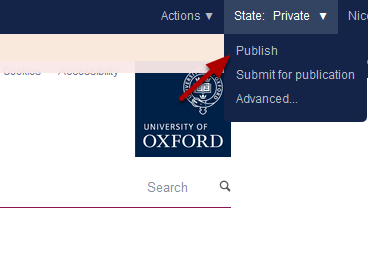 Actions ▼ State: Private ▼ Nic
Publish
Submit for publication
Advanced...
Cookies Accessibility
UNIVERSITY OF
OXFORD
Search